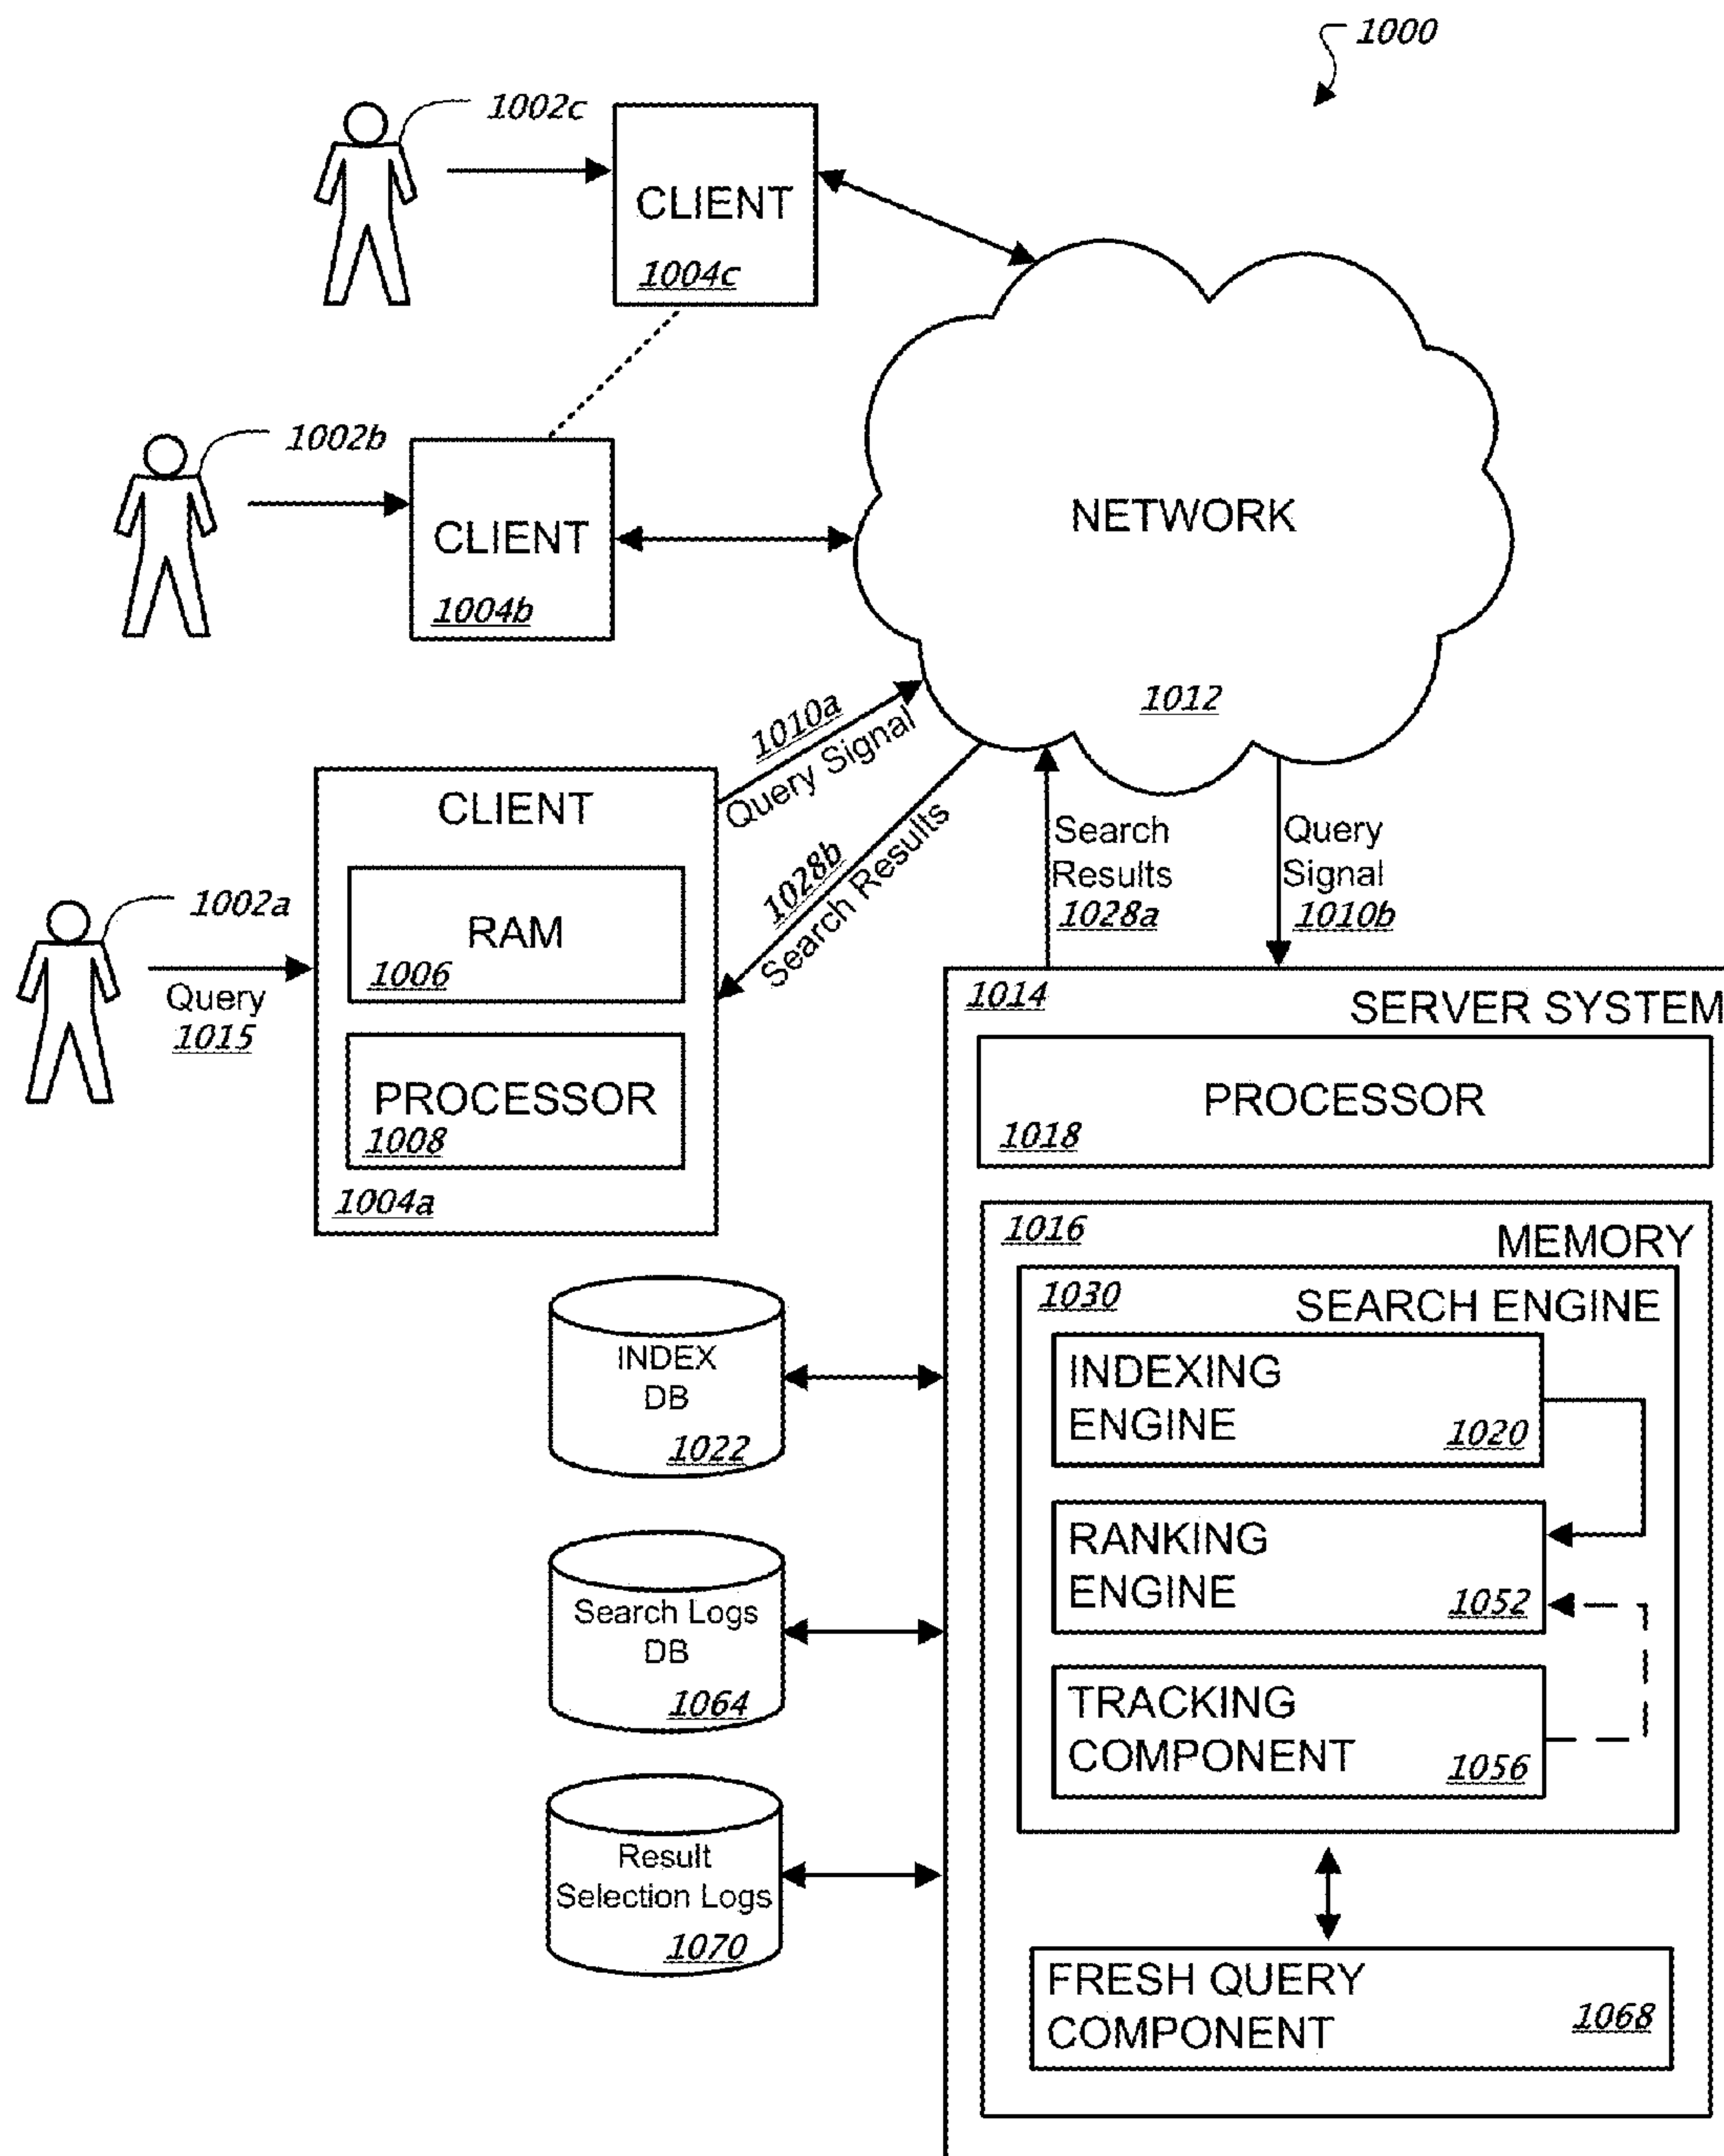 1000
1002c
CLIENT
1004c
1002b
CLIENT
1004b
NETWORK
1012
1010a
Query Signal
1028b
Search Results
Search
Results
1028a
Query
Signal
1010b
CLIENT
RAM
1006
PROCESSOR
1008
1004a
1002a
Query
1015
1014
SERVER SYSTEM
PROCESSOR
1018
1016
MEMORY
1030
SEARCH ENGINE
INDEXING
ENGINE
1020
RANKING
ENGINE
1052
TRACKING
COMPONENT
1056
FRESH QUERY
COMPONENT
1068
INDEX
DB
1022
Search Logs
DB
1064
Result
Selection Logs
1070